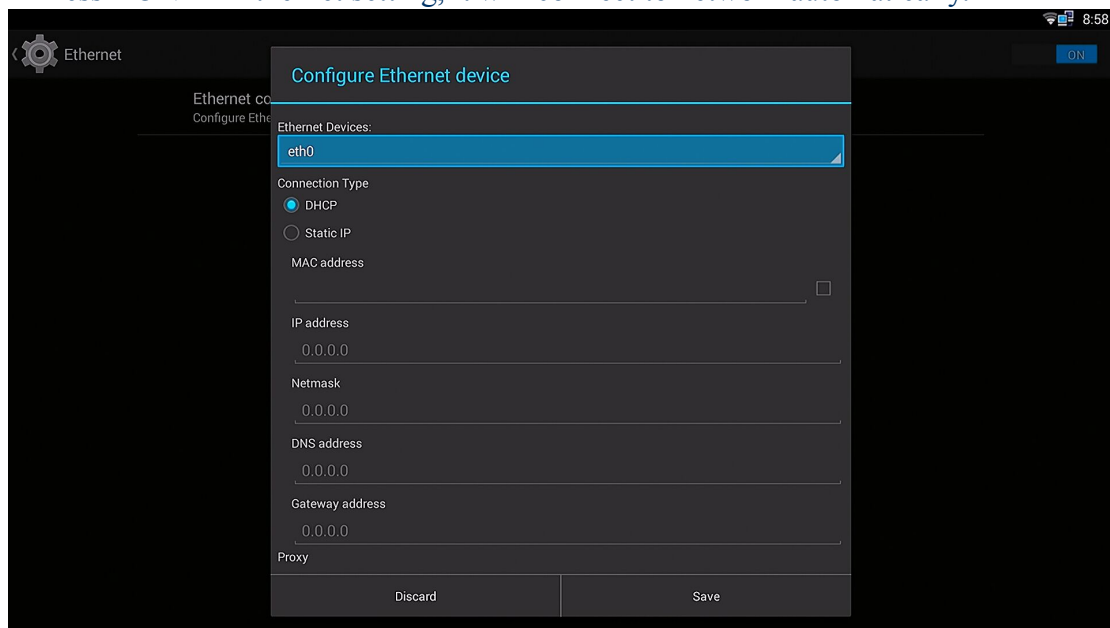 8:58
Ethernet
ON
Configure Ethernet device
Ethernet co
Configure Ethe
Ethernet Devices:
eth0
Connection Type
DHCP
Static IP
MAC address
IP address
0.0.0.0
Netmask
0.0.0.0
DNS address
0.0.0.0
Gateway address
0.0.0.0
Proxy
Discard
Save